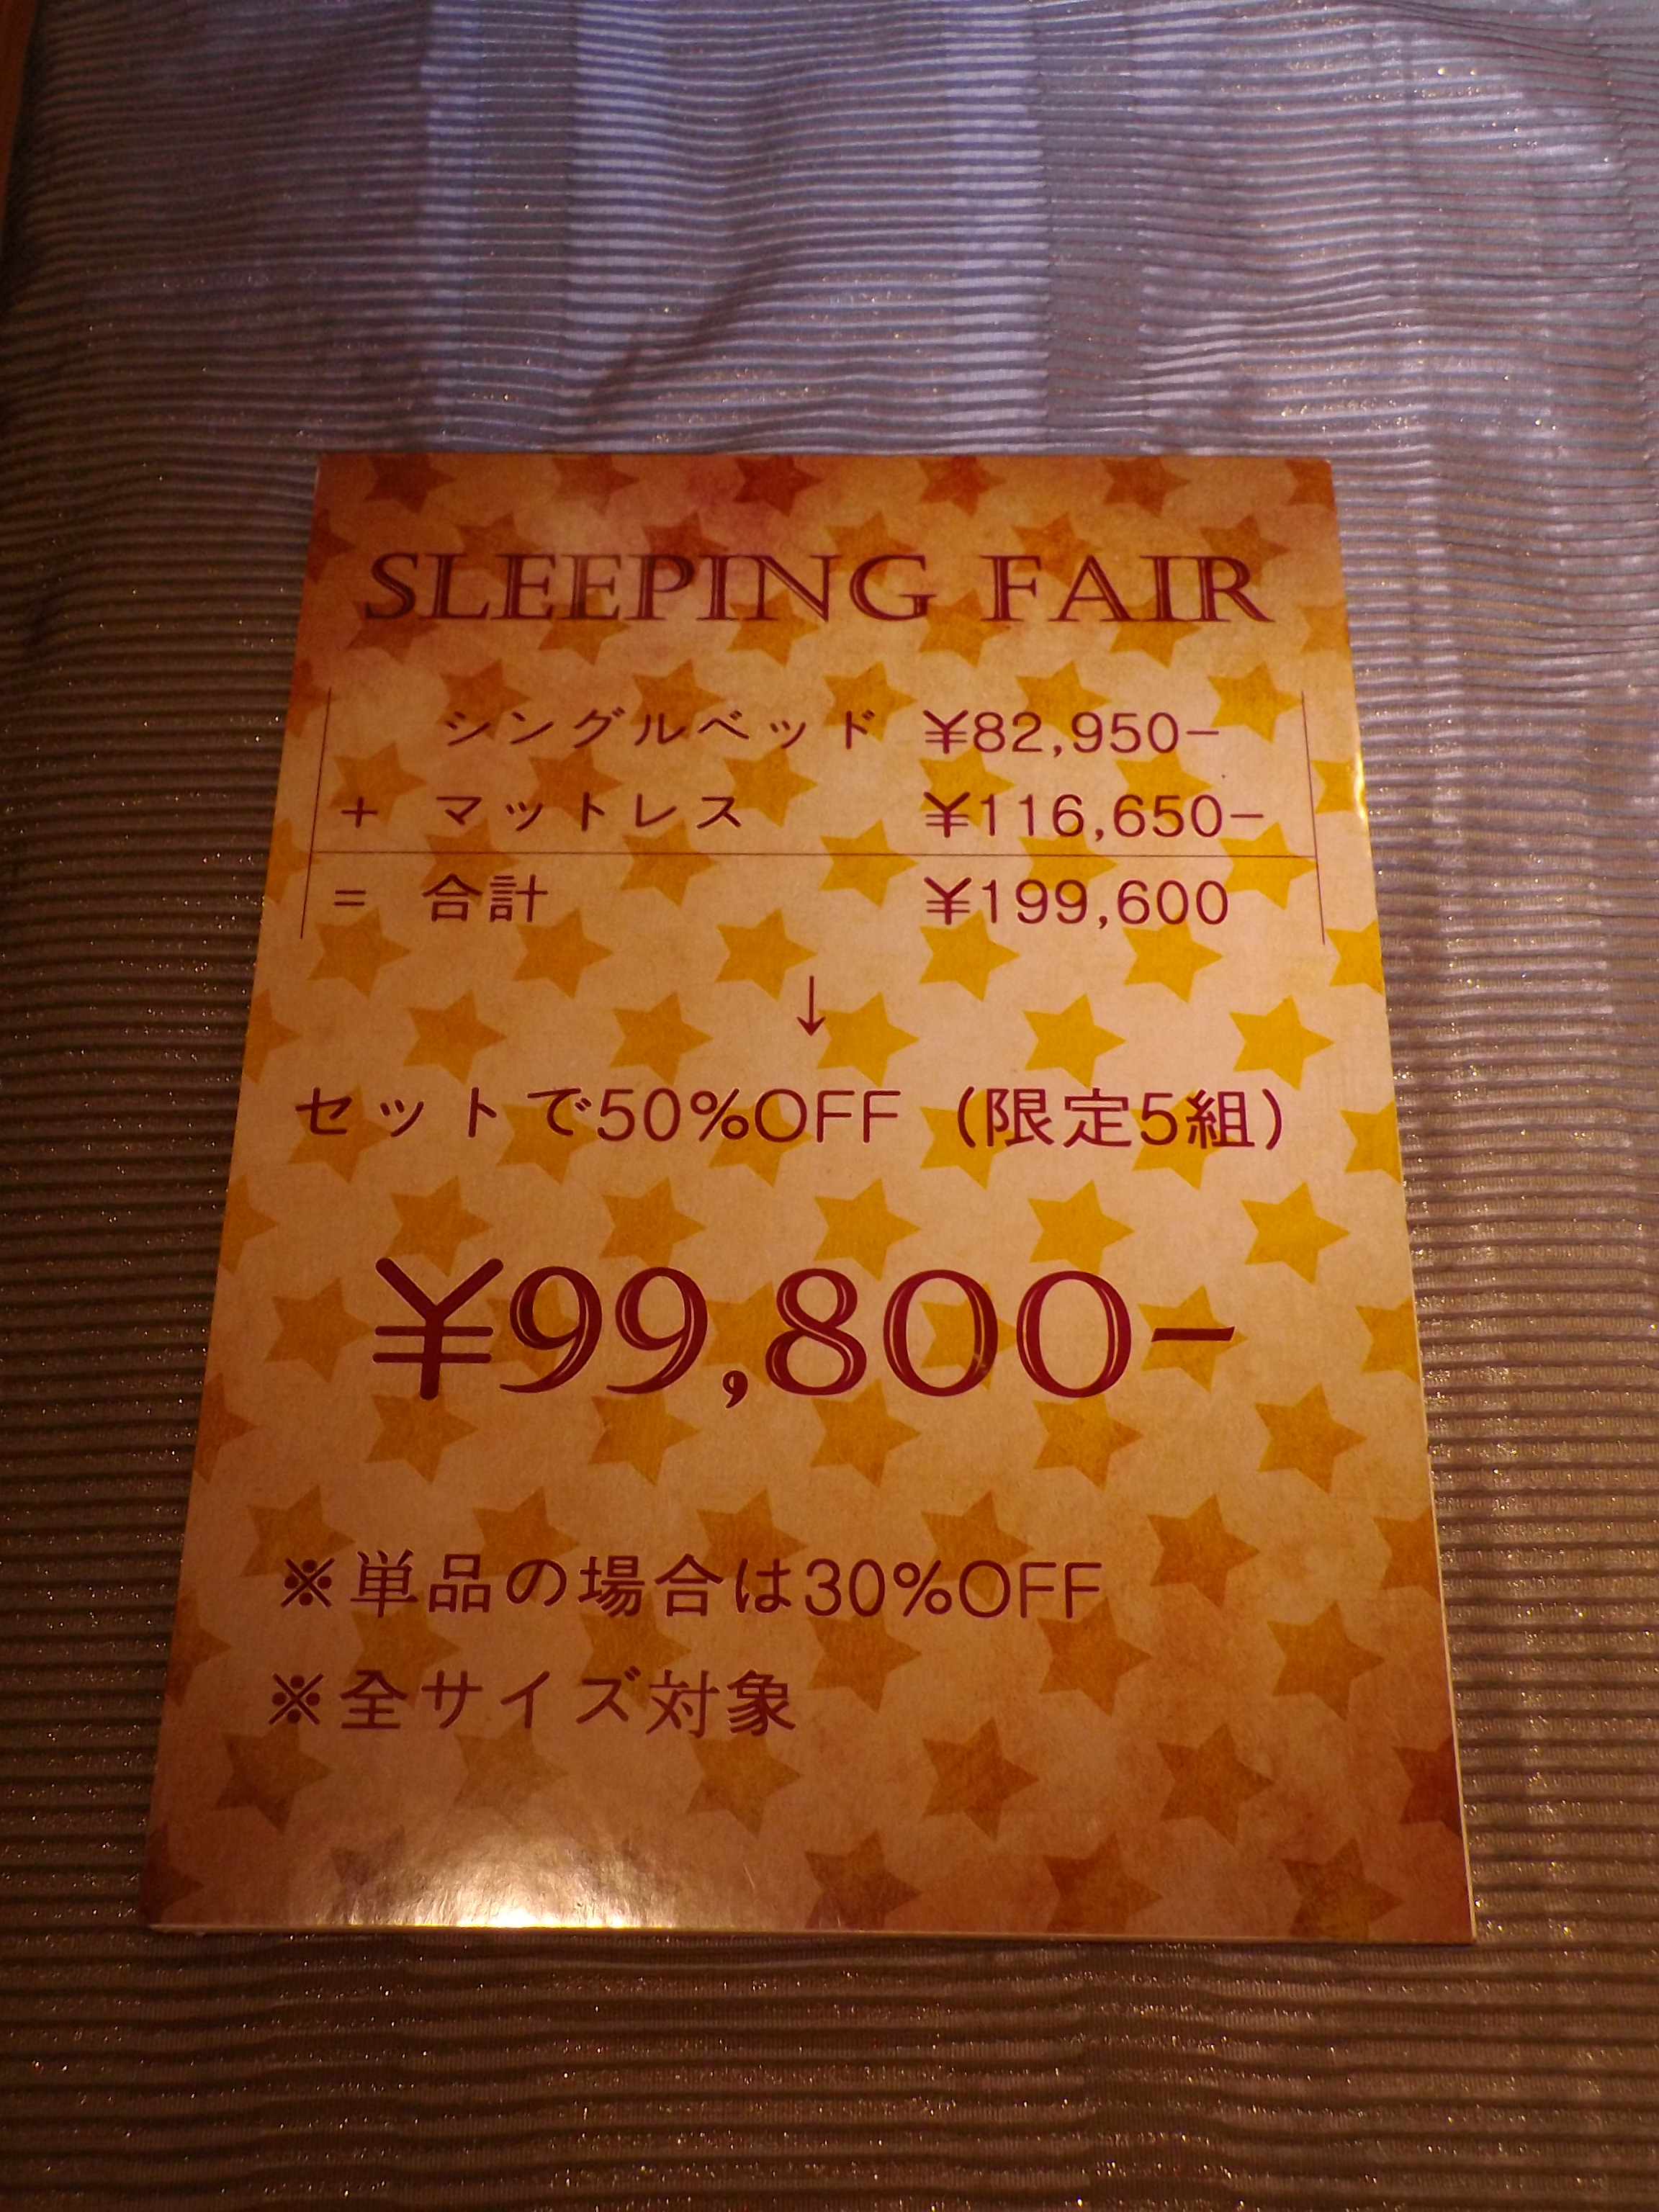 SLEEPING FAIR
シングルベッド ¥82,950-
+ マットレス ¥116,650-
= 合計 ¥199,600
↓
セットで50%OFF（限定5組）
¥99,800-
※単品の場合は30%OFF
※全サイズ対象